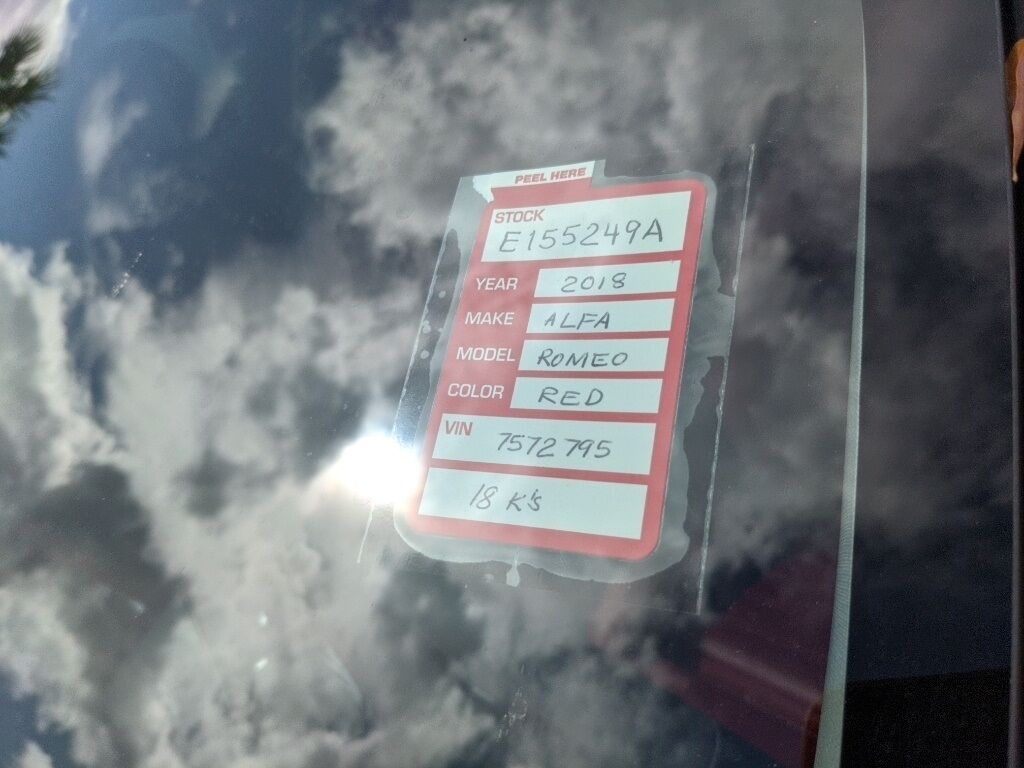 PEEL HERE
STOCK
E155249A
YEAR 2018
MAKE ALFA
MODEL ROMEO
COLOR RED
VIN 7572795
18 K's